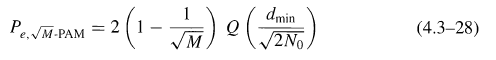 P_{e,\sqrt{M}\text{-PAM}} = 2 \left( 1 - \frac{1}{\sqrt{M}} \right) Q \left( \frac{d_{\min}}{\sqrt{2N_0}} \right) (4.3–28)